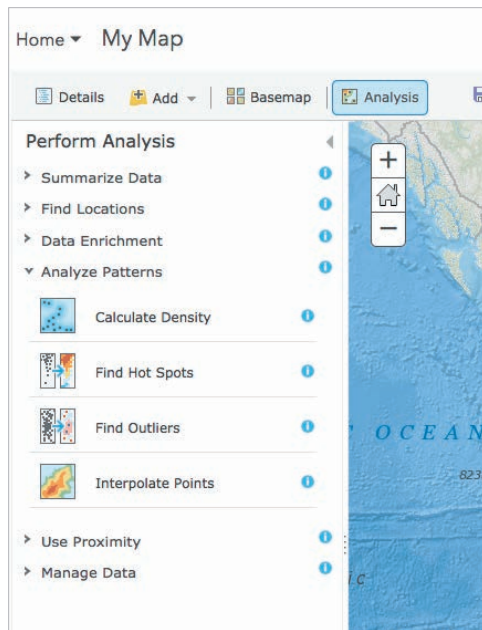 Home My Map
Details Add Basemap Analysis
Perform Analysis
Summarize Data
Find Locations
Data Enrichment
Analyze Patterns
Calculate Density
Find Hot Spots
Find Outliers
Interpolate Points
Use Proximity
Manage Data
C OCEAN
823
ic